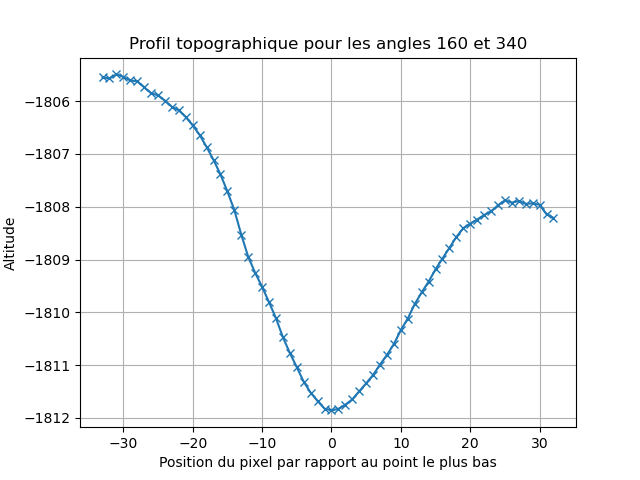 Profil topographique pour les angles 160 et 340
−1806
−1807
−1808
−1809
−1810
−1811
−1812
Altitude
−30 −20 −10 0 10 20 30
Position du pixel par rapport au point le plus bas